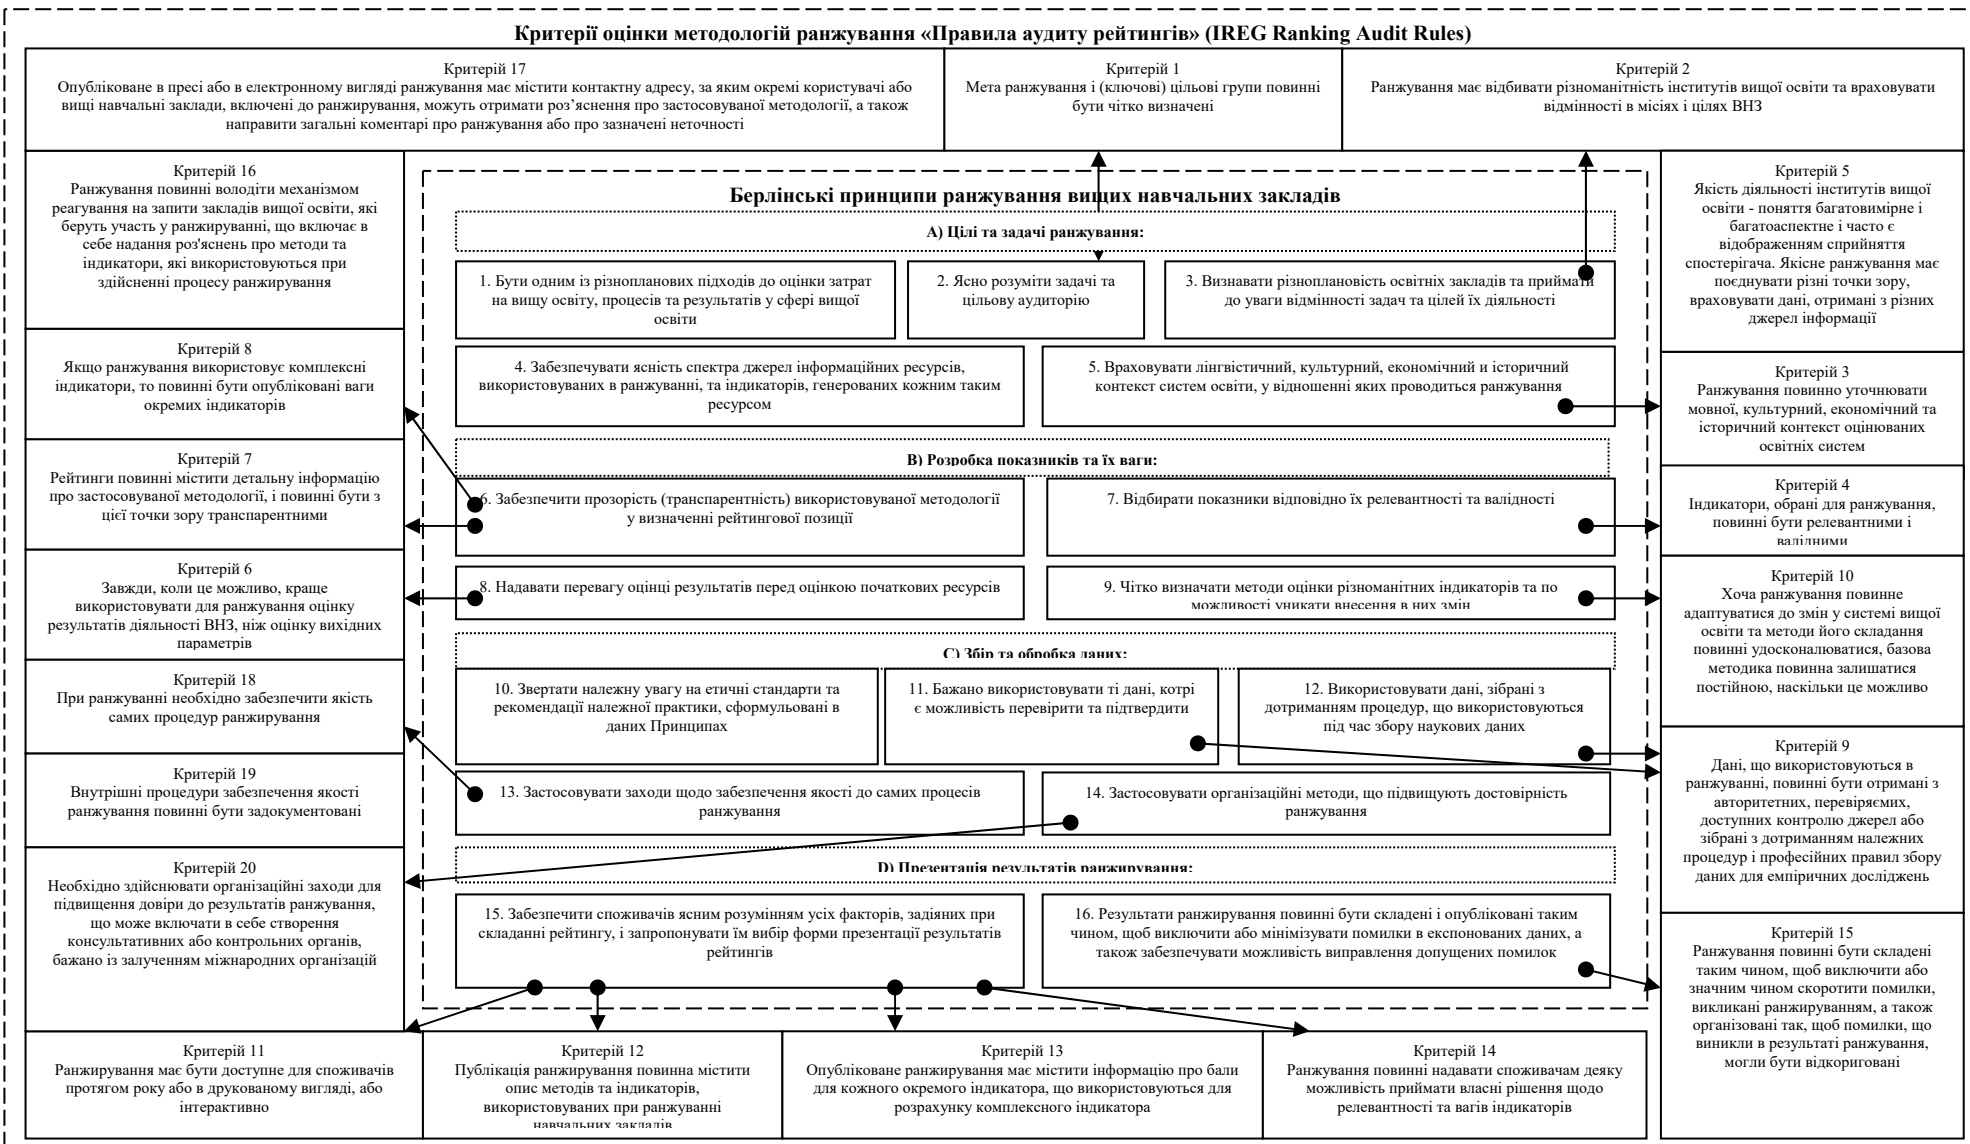 Критерії оцінки методологій ранжування «Правила аудиту рейтингів» (IREG Ranking Audit Rules)
Критерій 17
Опубліковане в пресі або в електронному вигляді ранжування має містити контактну адресу, за яким окремі користувачі або
вищі навчальні заклади, включені до ранжирування, можуть отримати роз’яснення про застосовуваної методології, а також
направити загальні коментарі про ранжування або про зазначені неточності
Критерій 1
Мета ранжування і (ключові) цільові групи повинні
бути чітко визначені
Критерій 2
Ранжування має відбивати різноманітність інститутів вищої освіти та враховувати
відмінності в місіях і цілях ВНЗ
Критерій 16
Ранжування повинні володіти механізмом
реагування на запити закладів вищої освіти, які
беруть участь у ранжируванні, що включає в
себе надання роз'яснень про методи та
індикатори, які використовуються при
здійсненні процесу ранжирування
Критерій 8
Якщо ранжування використовує комплексні
індикатори, то повинні бути опубліковані ваги
окремих індикаторів
Критерій 7
Рейтинги повинні містити детальну інформацію
про застосовуваної методології, і повинні бути з
цієї точки зору транспарентними
Критерій 6
Завжди, коли це можливо, краще
використовувати для ранжування оцінку
результатів діяльності ВНЗ, ніж оцінку вихідних
параметрів
Критерій 18
При ранжуванні необхідно забезпечити якість
самих процедур ранжирування
Критерій 19
Внутрішні процедури забезпечення якості
ранжування повинні бути задокументовані
Критерій 20
Необхідно здійснювати організаційні заходи для
підвищення довіри до результатів ранжування,
що може включати в себе створення
консультативних або контрольних органів,
бажано із залученням міжнародних організацій
Берлінські принципи ранжування вищих навчальних закладів
А) Цілі та задачі ранжування:
1. Бути одним із різнопланових підходів до оцінки затрат
на вищу освіту, процесів та результатів у сфері вищої
освіти
2. Ясно розуміти задачі та
цільову аудиторію
3. Визнавати різноплановість освітніх закладів та приймати
до уваги відмінності задач та цілей їх діяльності
4. Забезпечувати ясність спектра джерел інформаційних ресурсів,
використовуваних в ранжуванні, та індикаторів, генерованих кожним таким
ресурсом
5. Враховувати лінгвістичний, культурний, економічний и історичний
контекст систем освіти, у відношенні яких проводиться ранжування
В) Розробка показників та їх ваги:
6. Забезпечити прозорість (транспарентність) використовуваної методології
у визначенні рейтингової позиції
7. Відбирати показники відповідно їх релевантності та валідності
8. Надавати перевагу оцінці результатів перед оцінкою початкових ресурсів
9. Чітко визначати методи оцінки різноманітних індикаторів та по
можливості уникати внесення в них змін
С) Збір та обробка даних:
10. Звертати належну увагу на етичні стандарти та
рекомендації належної практики, сформульовані в
даних Принципах
11. Бажано використовувати ті дані, котрі
є можливість перевірити та підтвердити
12. Використовувати дані, зібрані з
дотриманням процедур, що використовуються
під час збору наукових даних
13. Застосовувати заходи щодо забезпечення якості до самих процесів
ранжування
14. Застосовувати організаційні методи, що підвищують достовірність
ранжування
D) Презентація результатів ранжирування:
15. Забезпечити споживачів ясним розумінням усіх факторів, задіяних при
складанні рейтингу, і запропонувати їм вибір форми презентації результатів
рейтингів
16. Результати ранжирування повинні бути складені і опубліковані таким
чином, щоб виключити або мінімізувати помилки в експонованих даних, а
також забезпечувати можливість виправлення допущених помилок
Критерій 5
Якість діяльності інститутів вищої
освіти - поняття багатовимірне і
багатоаспектне і часто є
відображенням сприйняття
спостерігача. Якісне ранжування має
поєднувати різні точки зору,
враховувати дані, отримані з різних
джерел інформації
Критерій 3
Ранжування повинно уточнювати
мовної, культурний, економічний та
історичний контекст оцінюваних
освітніх систем
Критерій 4
Індикатори, обрані для ранжування,
повинні бути релевантними і
валідними
Критерій 10
Хоча ранжування повинне
адаптуватися до змін у системі вищої
освіти та методи його складання
повинні удосконалюватися, базова
методика повинна залишатися
постійною, наскільки це можливо
Критерій 9
Дані, що використовуються в
ранжуванні, повинні бути отримані з
авторитетних, перевіряємих,
доступних контролю джерел або
зібрані з дотриманням належних
процедур і професійних правил збору
даних для емпіричних досліджень
Критерій 15
Ранжування повинні бути складені
таким чином, щоб виключити або
значним чином скоротити помилки,
викликані ранжируванням, а також
організовані так, щоб помилки, що
виникли в результаті ранжування,
могли бути відкориговані
Критерій 11
Ранжирування має бути доступне для споживачів
протягом року або в друкованому вигляді, або
інтерактивно
Критерій 12
Публікація ранжирування повинна містити
опис методів та індикаторів,
використовуваних при ранжуванні
навчальних закладів
Критерій 13
Опубліковане ранжирування має містити інформацію про бали
для кожного окремого індикатора, що використовуються для
розрахунку комплексного індикатора
Критерій 14
Ранжування повинні надавати споживачам деяку
можливість приймати власні рішення щодо
релевантності та вагів індикаторів